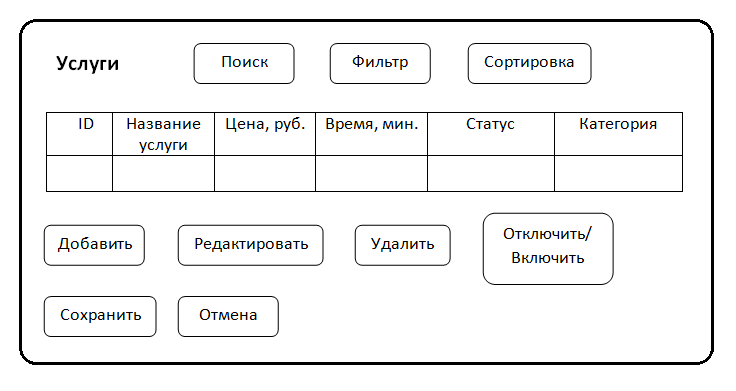 Услуги Поиск Фильтр Сортировка
ID Название услуги Цена, руб. Время, мин. Статус Категория
Добавить Редактировать Удалить Отключить/ Включить
Сохранить Отмена